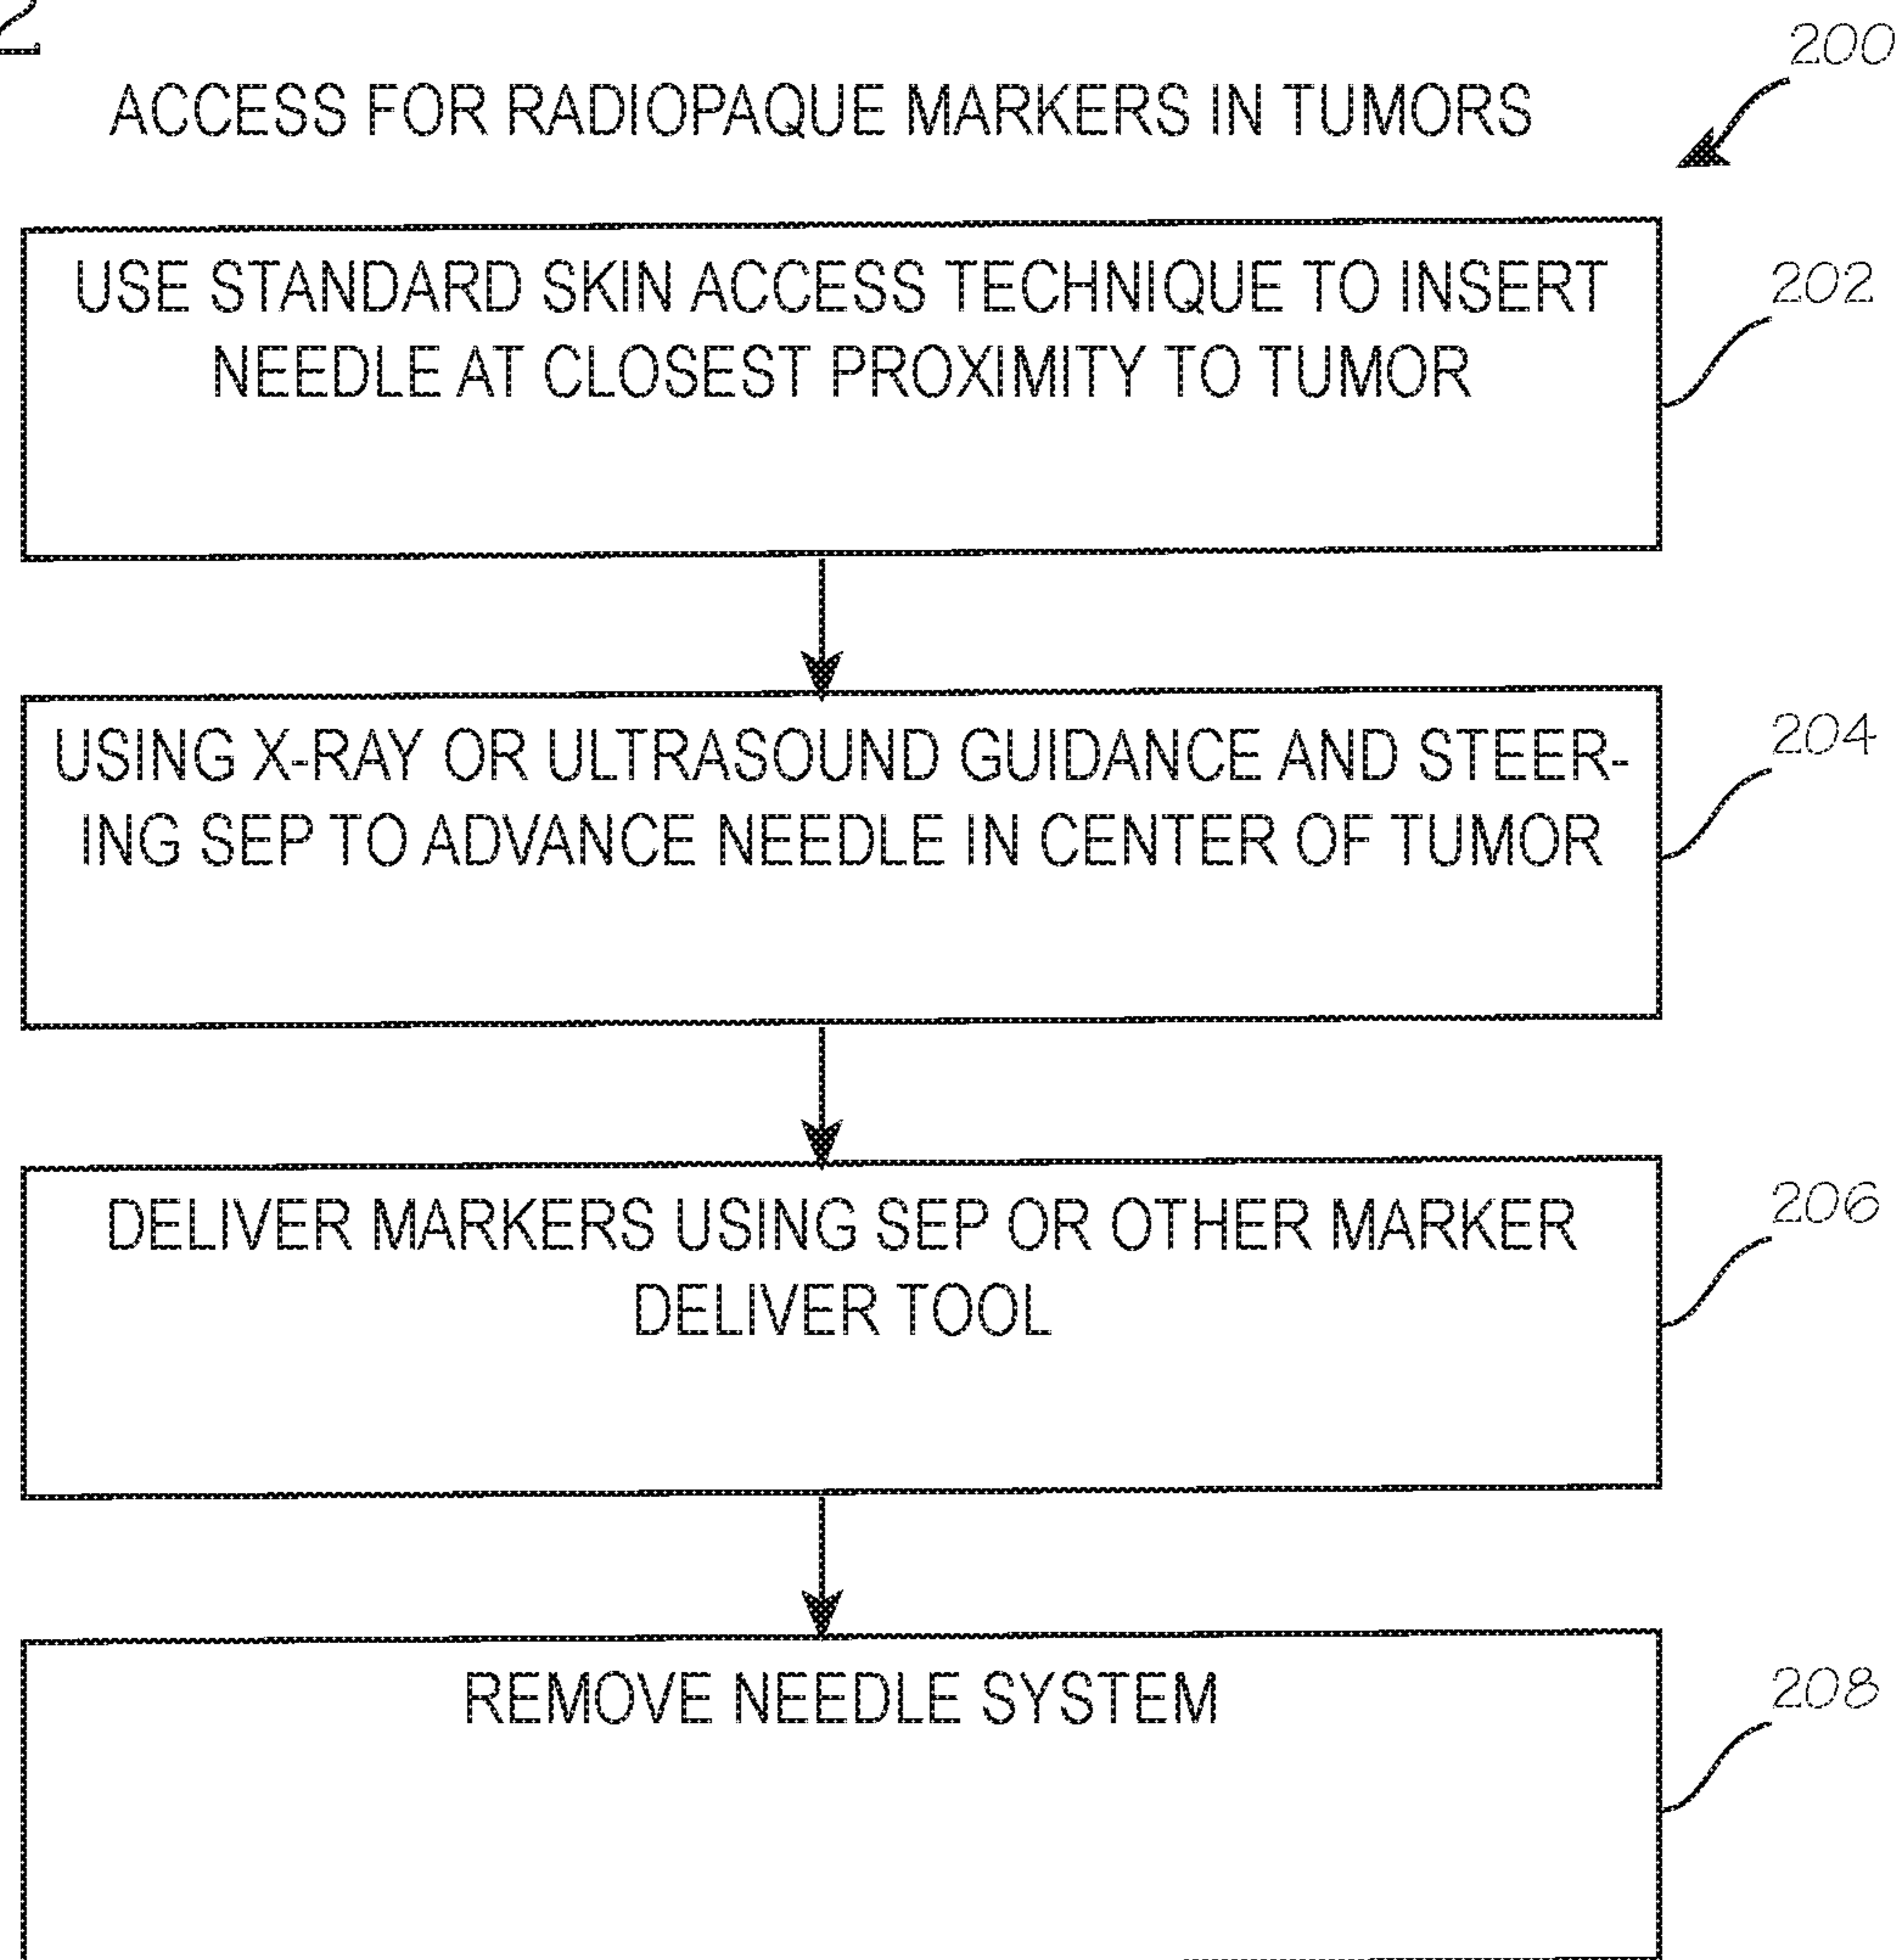 2
200
ACCESS FOR RADIOPAQUE MARKERS IN TUMORS
USE STANDARD SKIN ACCESS TECHNIQUE TO INSERT
NEEDLE AT CLOSEST PROXIMITY TO TUMOR
202
USING X-RAY OR ULTRASOUND GUIDANCE AND STEER-
ING SEP TO ADVANCE NEEDLE IN CENTER OF TUMOR
204
DELIVER MARKERS USING SEP OR OTHER MARKER
DELIVER TOOL
206
REMOVE NEEDLE SYSTEM
208